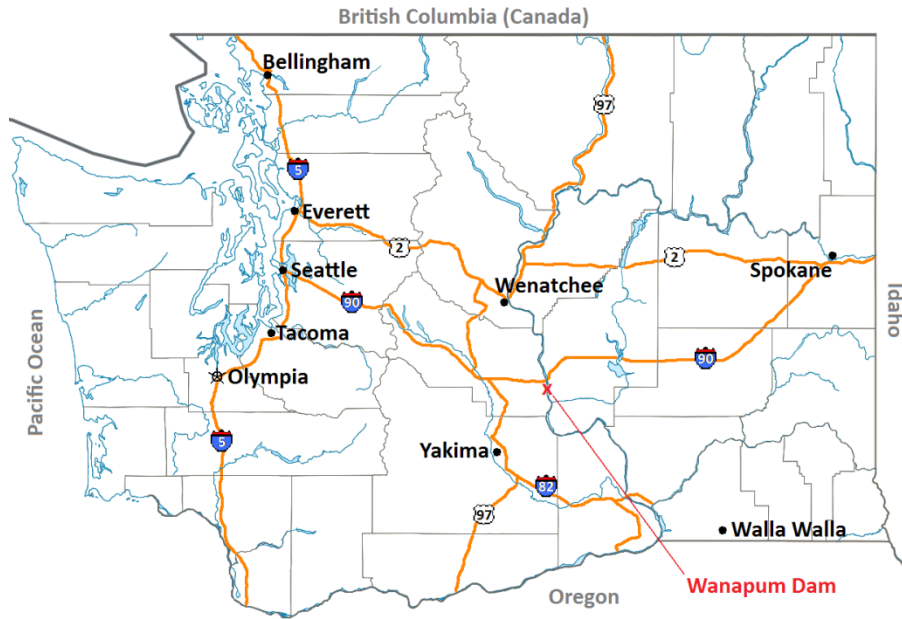 British Columbia (Canada)
Bellingham
97
5
Everett
2
2
Seattle
Spokane
Wenatchee
90
Idaho
Tacoma
Pacific Ocean
90
Olympia
5
Yakima
82
97
Walla Walla
Wanapum Dam
Oregon